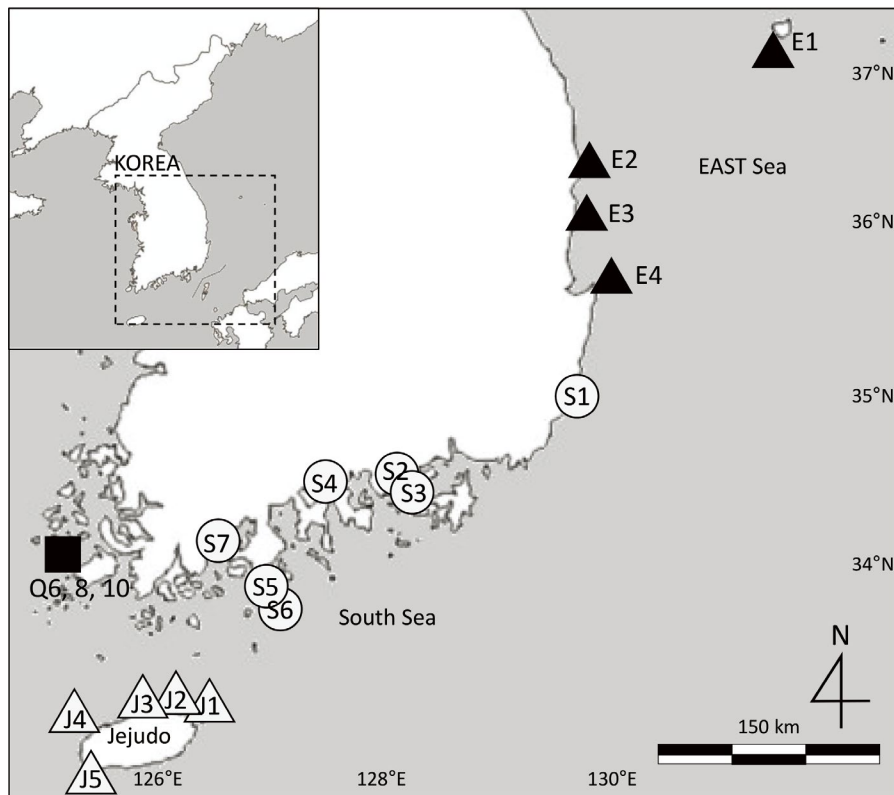 E1
37°N
KOREA
E2
EAST Sea
E3
36°N
E4
S1
35°N
S2
S4
S3
S7
34°N
Q6, 8, 10
S5
S6
South Sea
N
J3
J2
J1
J4
Jejudo
150 km
J5
126°E
128°E
130°E